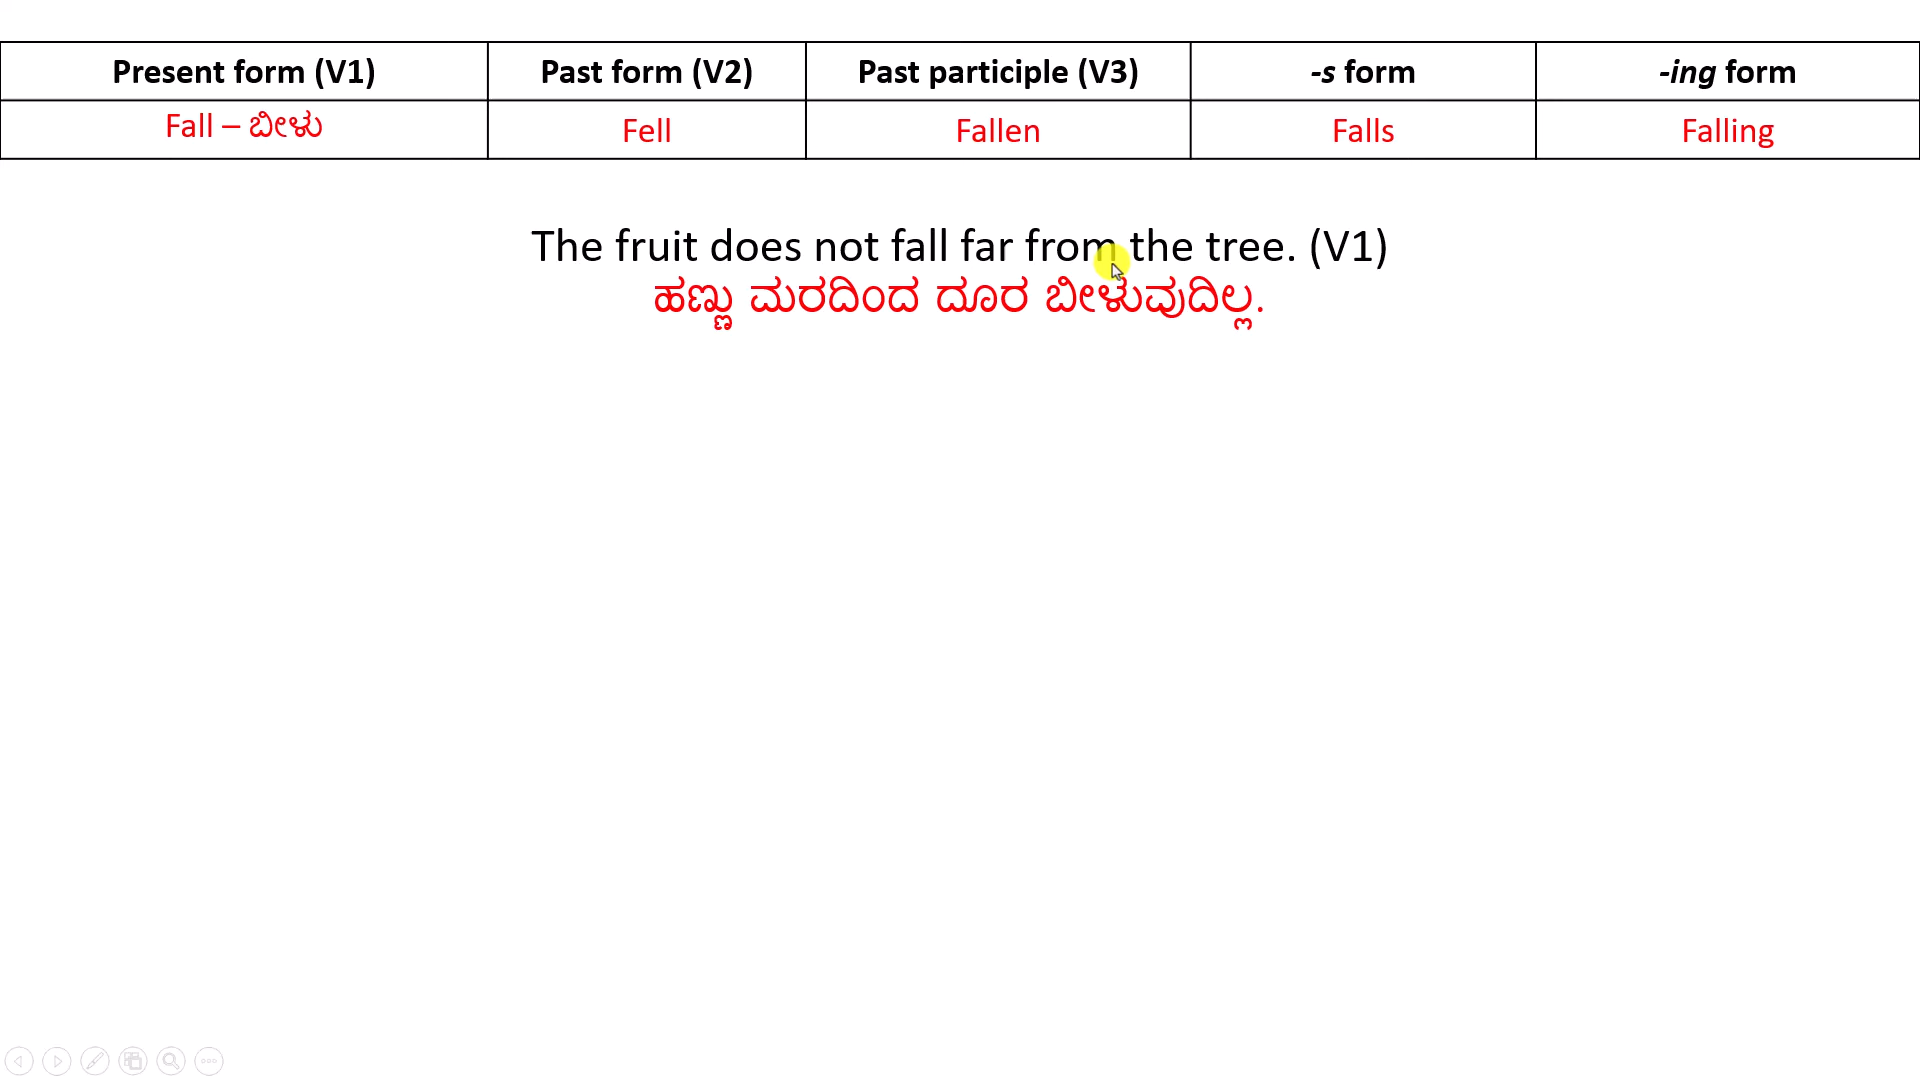 Present form (V1) Past form (V2) Past participle (V3) -s form -ing form
Fall – ಬೀಳು Fell Fallen Falls Falling
The fruit does not fall far from the tree. (V1)
ಹಣ್ಣು ಮರದಿಂದ ದೂರ ಬೀಳುವುದಿಲ್ಲ.